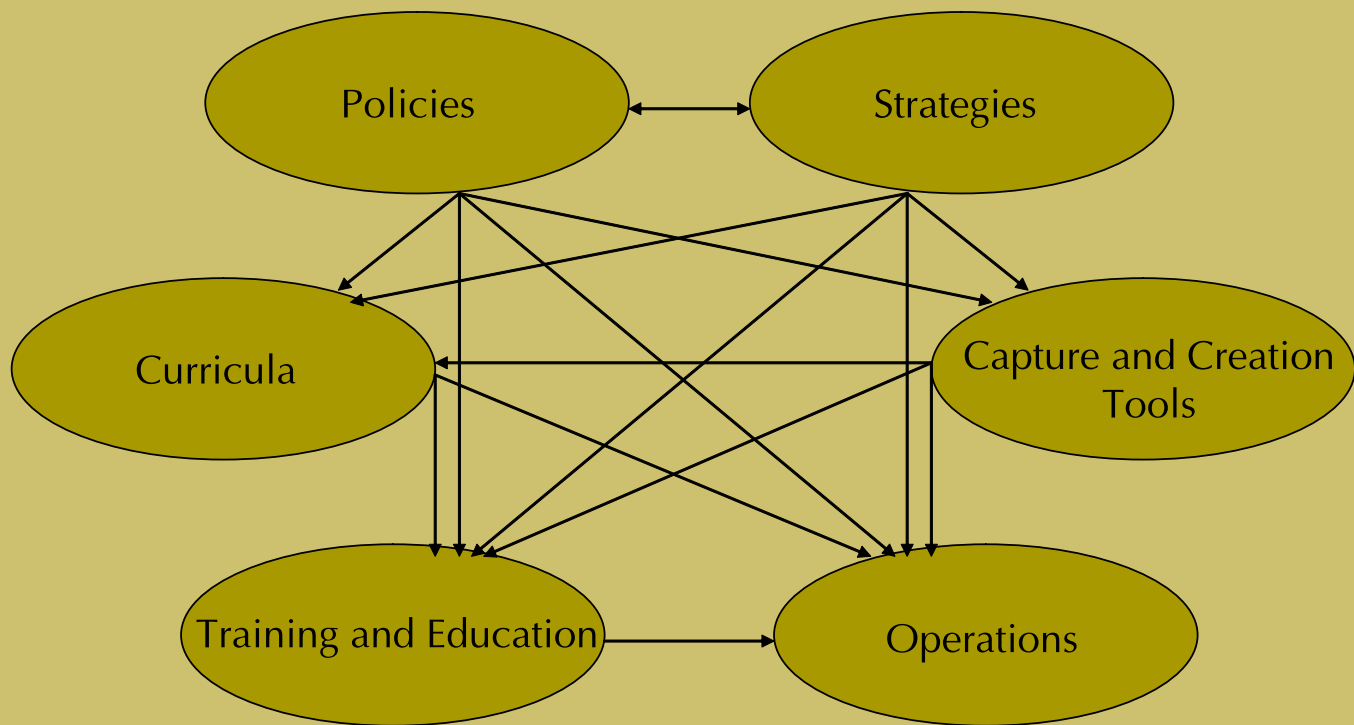 Policies
Strategies
Curricula
Capture and Creation
Tools
Training and Education
Operations